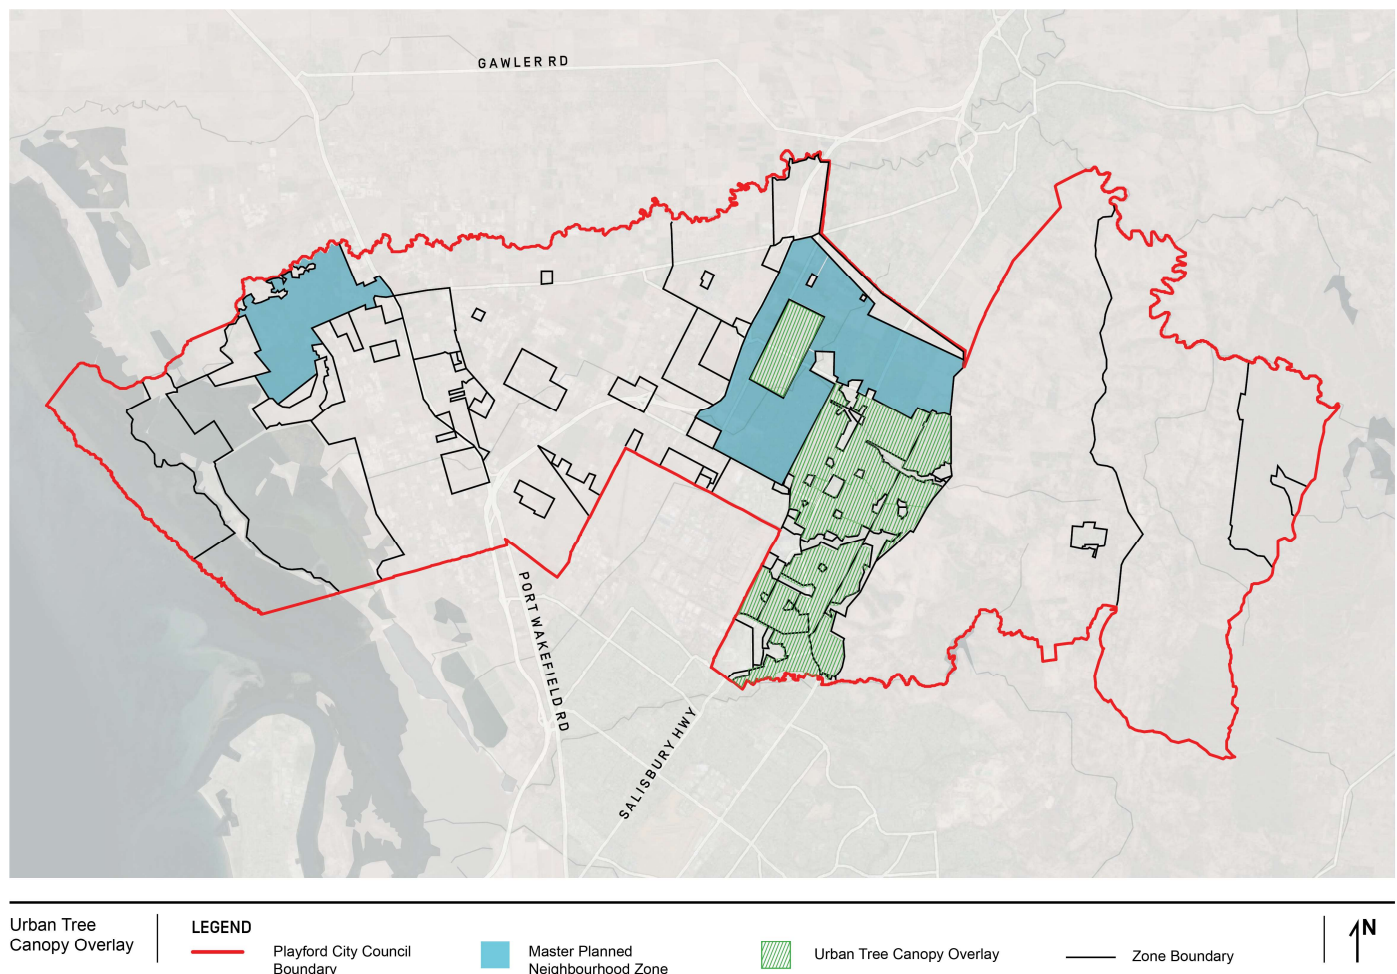 GAWLER RD
PORT WAKEFIELD RD
SALISBURY HWY
Urban Tree
Canopy Overlay
LEGEND
Playford City Council
Boundary
Master Planned
Neighbourhood Zone
Urban Tree Canopy Overlay
Zone Boundary
N